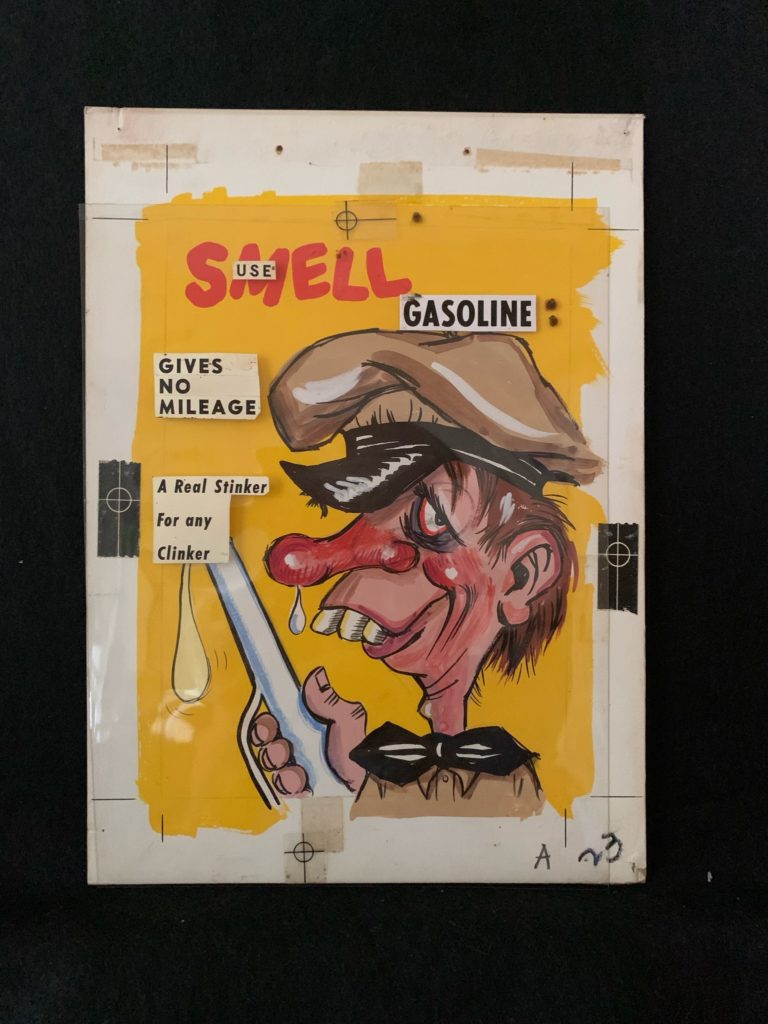 SMELL
USE
GASOLINE
GIVES
NO
MILEAGE
A Real Stinker
For any
Clinker
A 23